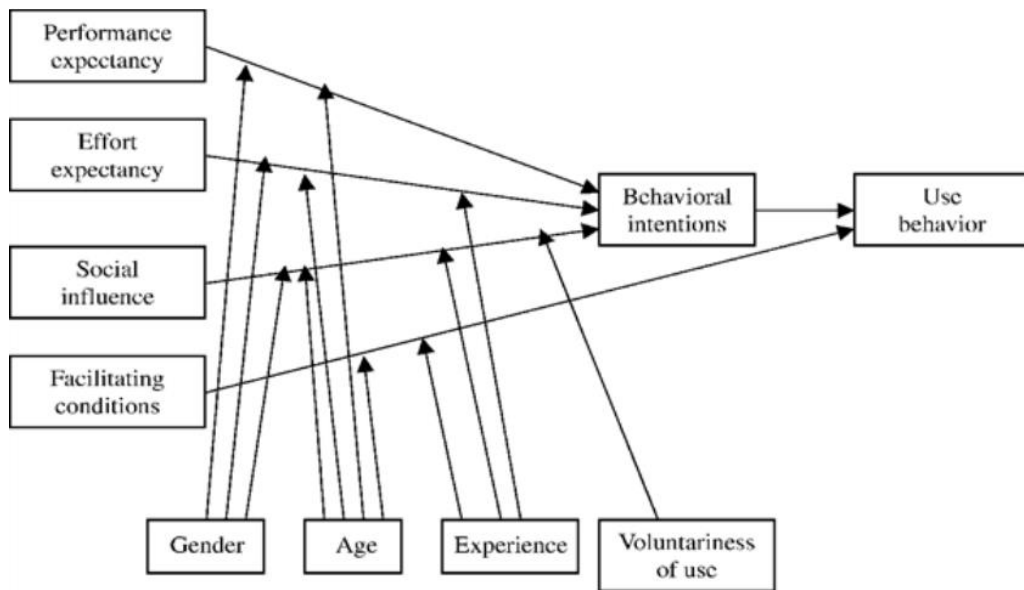 Performance
expectancy
Effort
expectancy
Social
influence
Facilitating
conditions
Behavioral
intentions
Use
behavior
Gender
Age
Experience
Voluntariness
of use